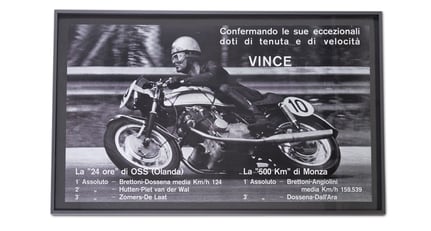 Confermando le sue eccezionali
doti di tenuta e di velocità
VINCE
10
La "24 ore" di OSS (Olanda)
1° Assoluto – Brettoni-Dossena media Km/h 124
2° „ – Hutten-Piet van der Wal
3° „ – Zomers-De Laat
La "500 Km" di Monza
1° Assoluto – Brettoni-Angiolini
media Km/h 159.539
3° „ – Dossena-Dall'Ara